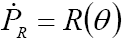 Ṗ_R = R(θ)